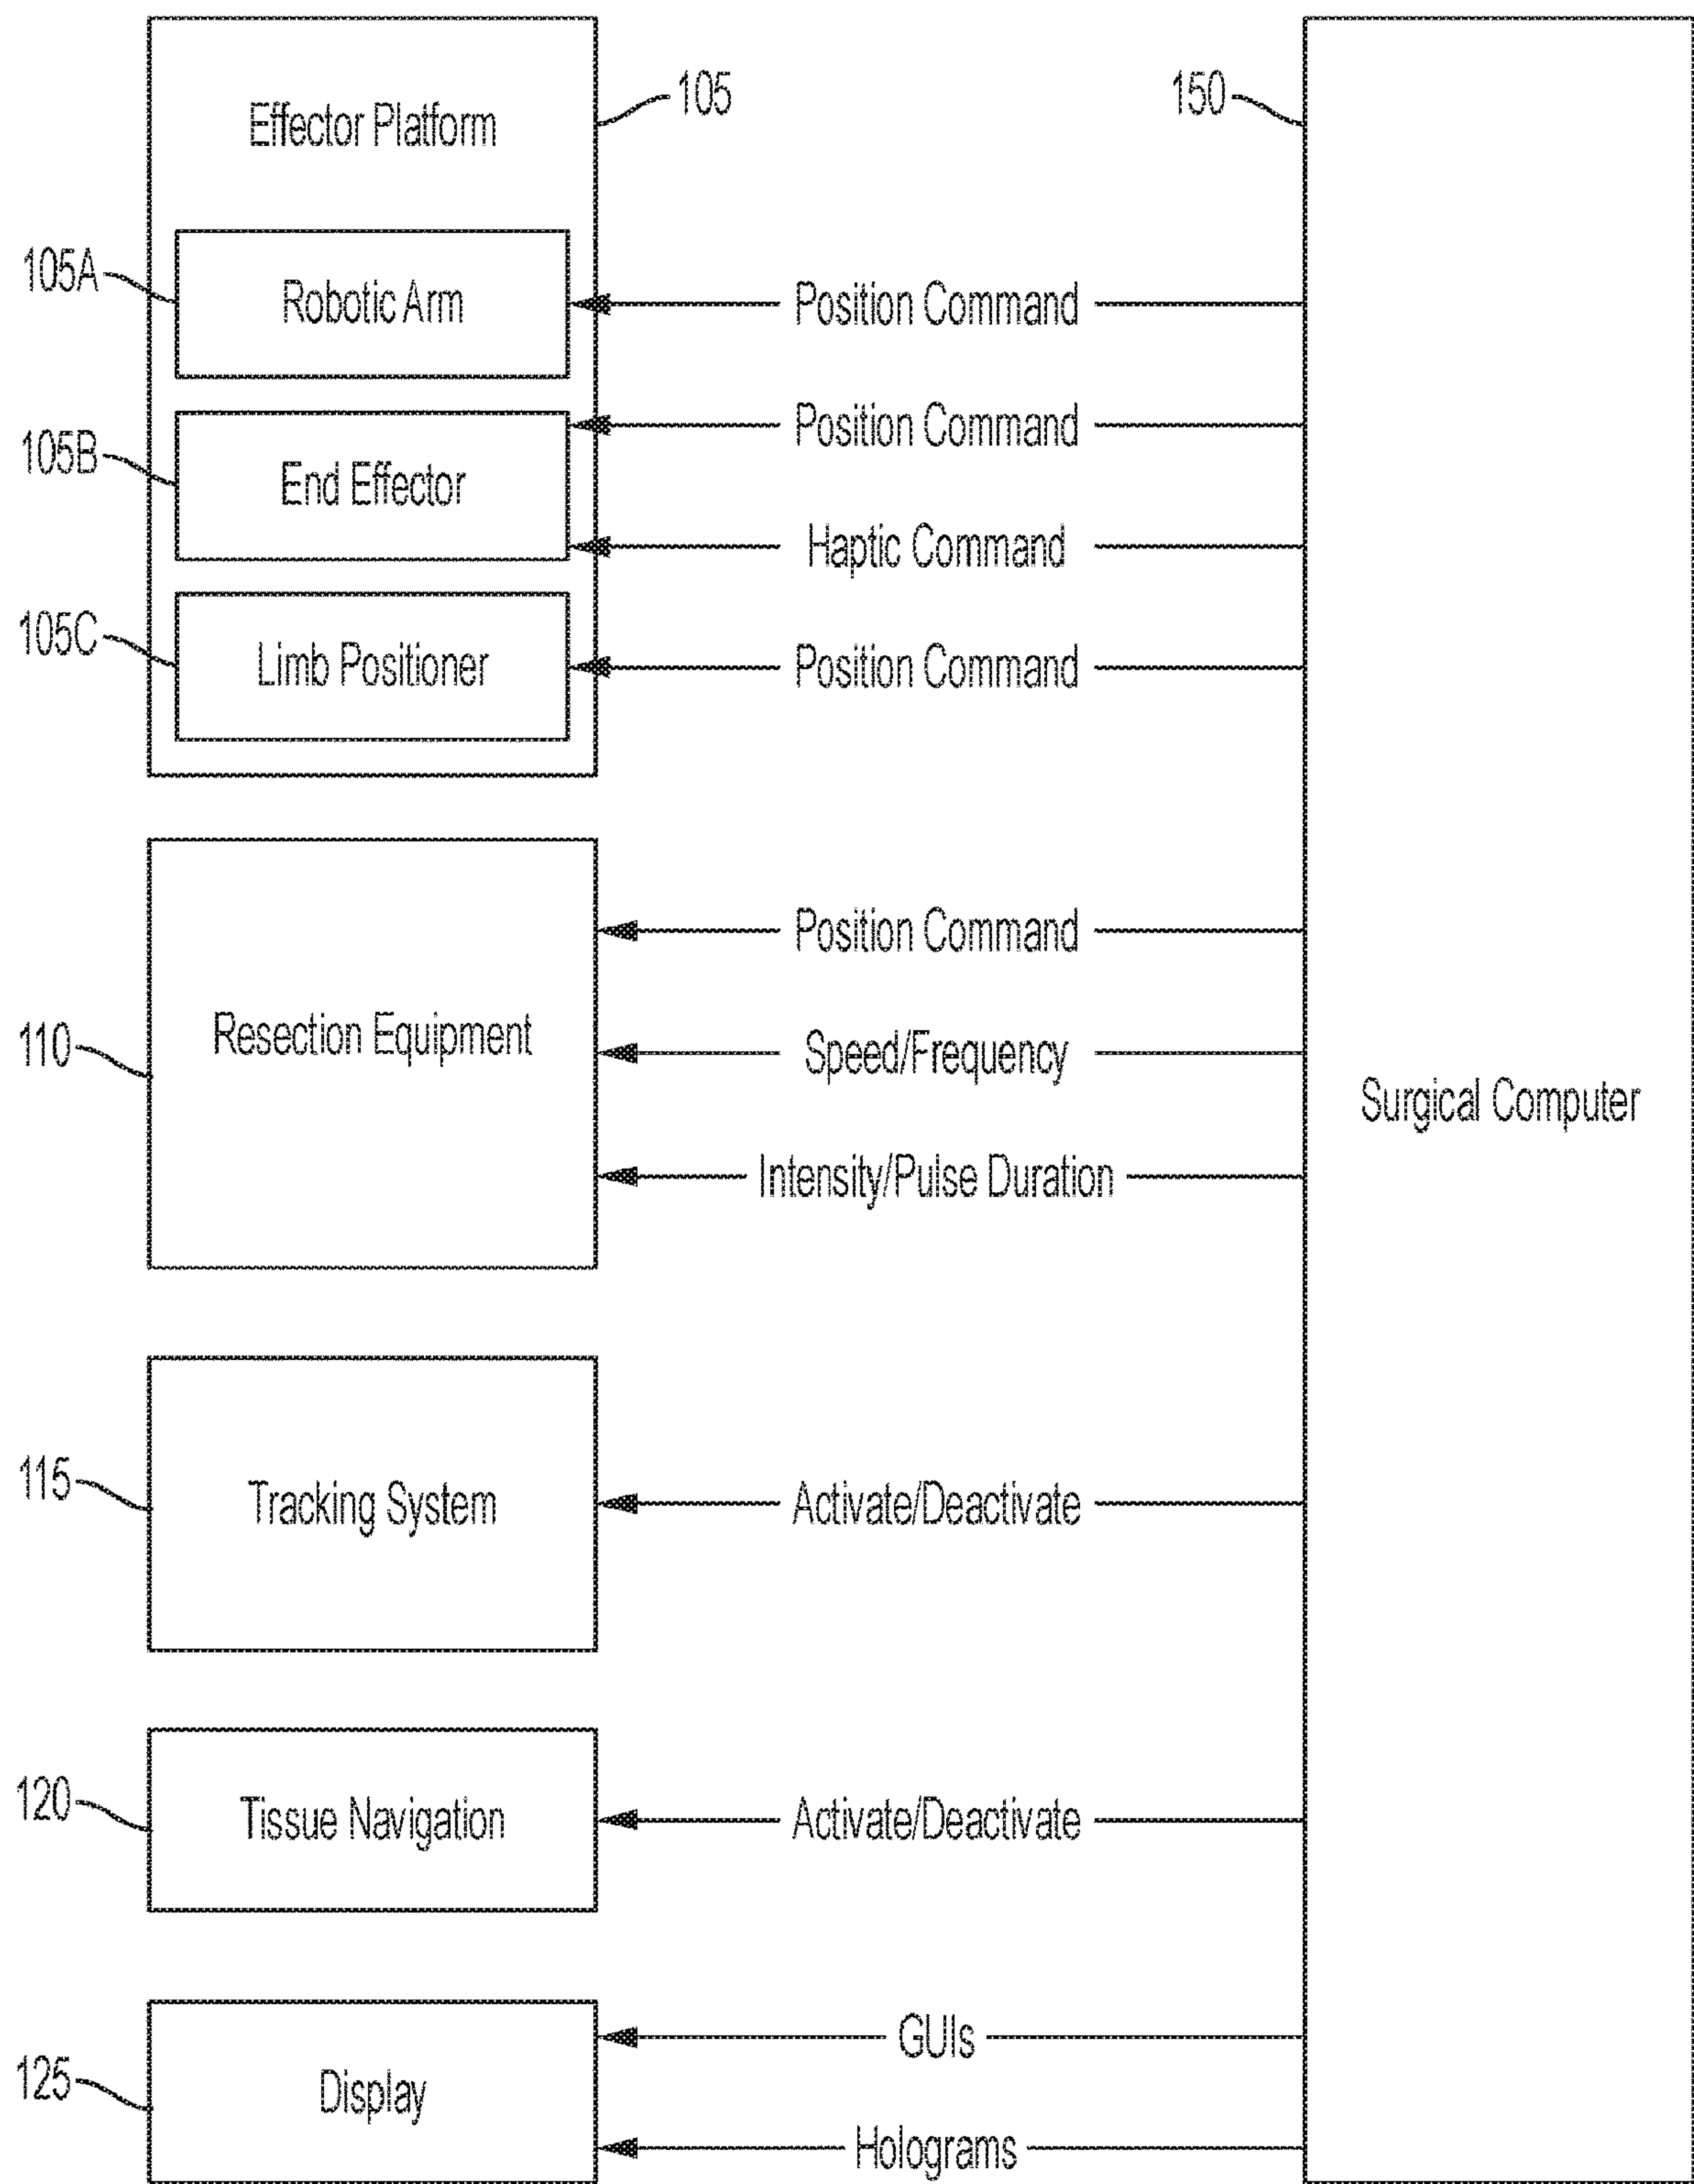 Effector Platform
105
150
105A
Robotic Arm
Position Command
105B
End Effector
Position Command
Haptic Command
105C
Limb Positioner
Position Command
110
Resection Equipment
Position Command
Speed/Frequency
Intensity/Pulse Duration
Surgical Computer
115
Tracking System
Activate/Deactivate
120
Tissue Navigation
Activate/Deactivate
125
Display
GUIs
Holograms